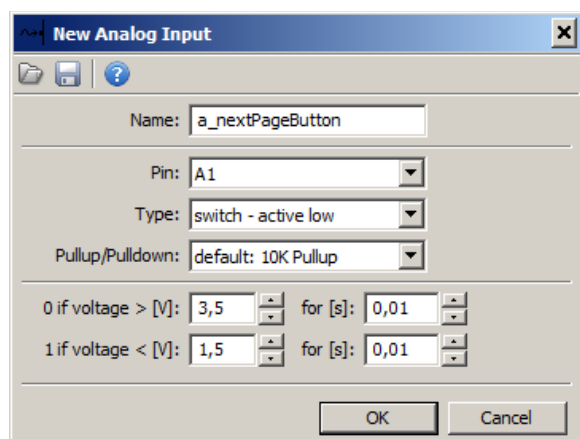 New Analog Input
Name: a_nextPageButton
Pin: A1
Type: switch - active low
Pullup/Pulldown: default: 10K Pullup
0 if voltage > [V]: 3,5 for [s]: 0,01
1 if voltage < [V]: 1,5 for [s]: 0,01
OK Cancel